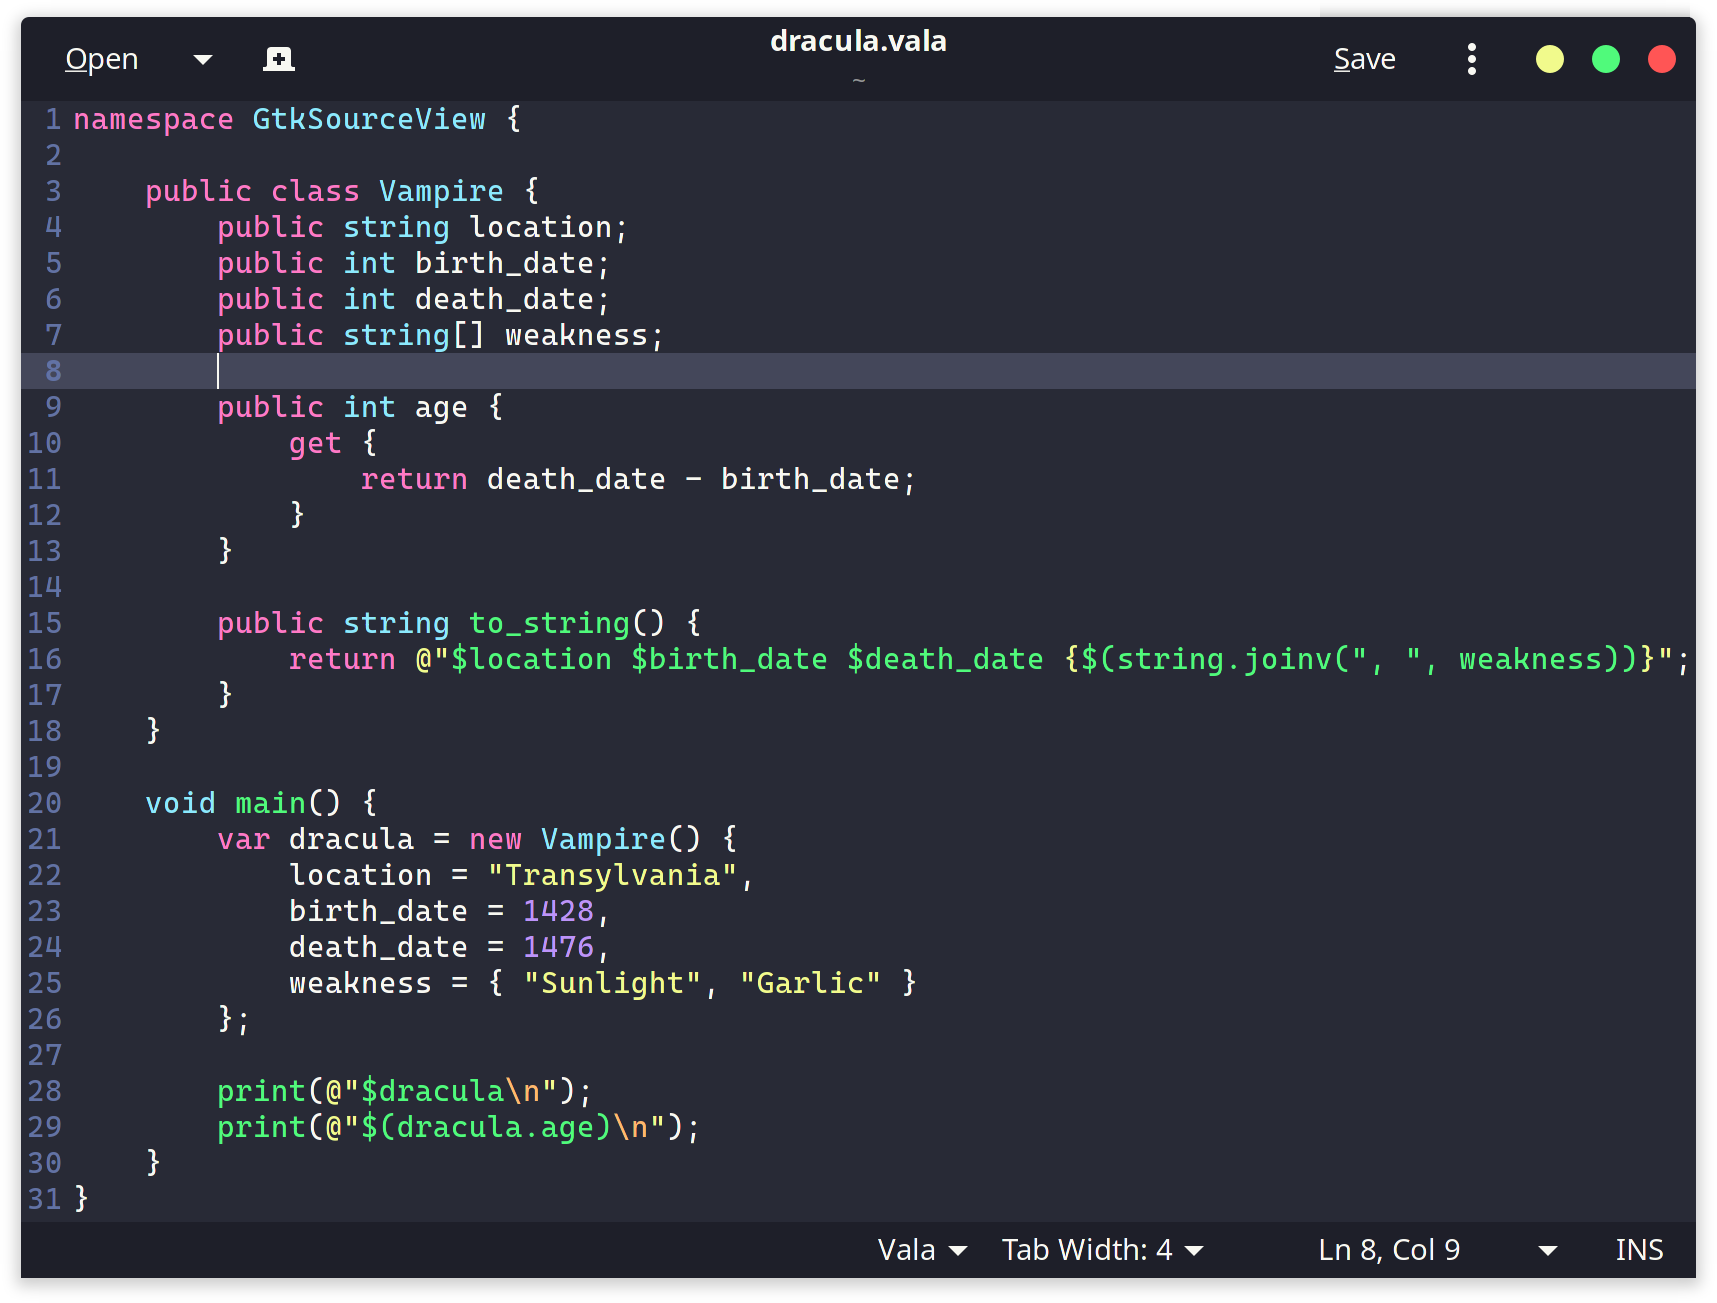 Open
dracula.vala
~
Save
1 namespace GtkSourceView {
2
3     public class Vampire {
4         public string location;
5         public int birth_date;
6         public int death_date;
7         public string[] weakness;
8
9         public int age {
10             get {
11                 return death_date - birth_date;
12             }
13         }
14
15         public string to_string() {
16             return @"$location $birth_date $death_date {$(string.joinv(", ", weakness))}";
17         }
18     }
19
20     void main() {
21         var dracula = new Vampire() {
22             location = "Transylvania",
23             birth_date = 1428,
24             death_date = 1476,
25             weakness = { "Sunlight", "Garlic" }
26         };
27
28         print(@"$dracula\n");
29         print(@"$(dracula.age)\n");
30     }
31 }
Vala Tab Width: 4 Ln 8, Col 9 INS